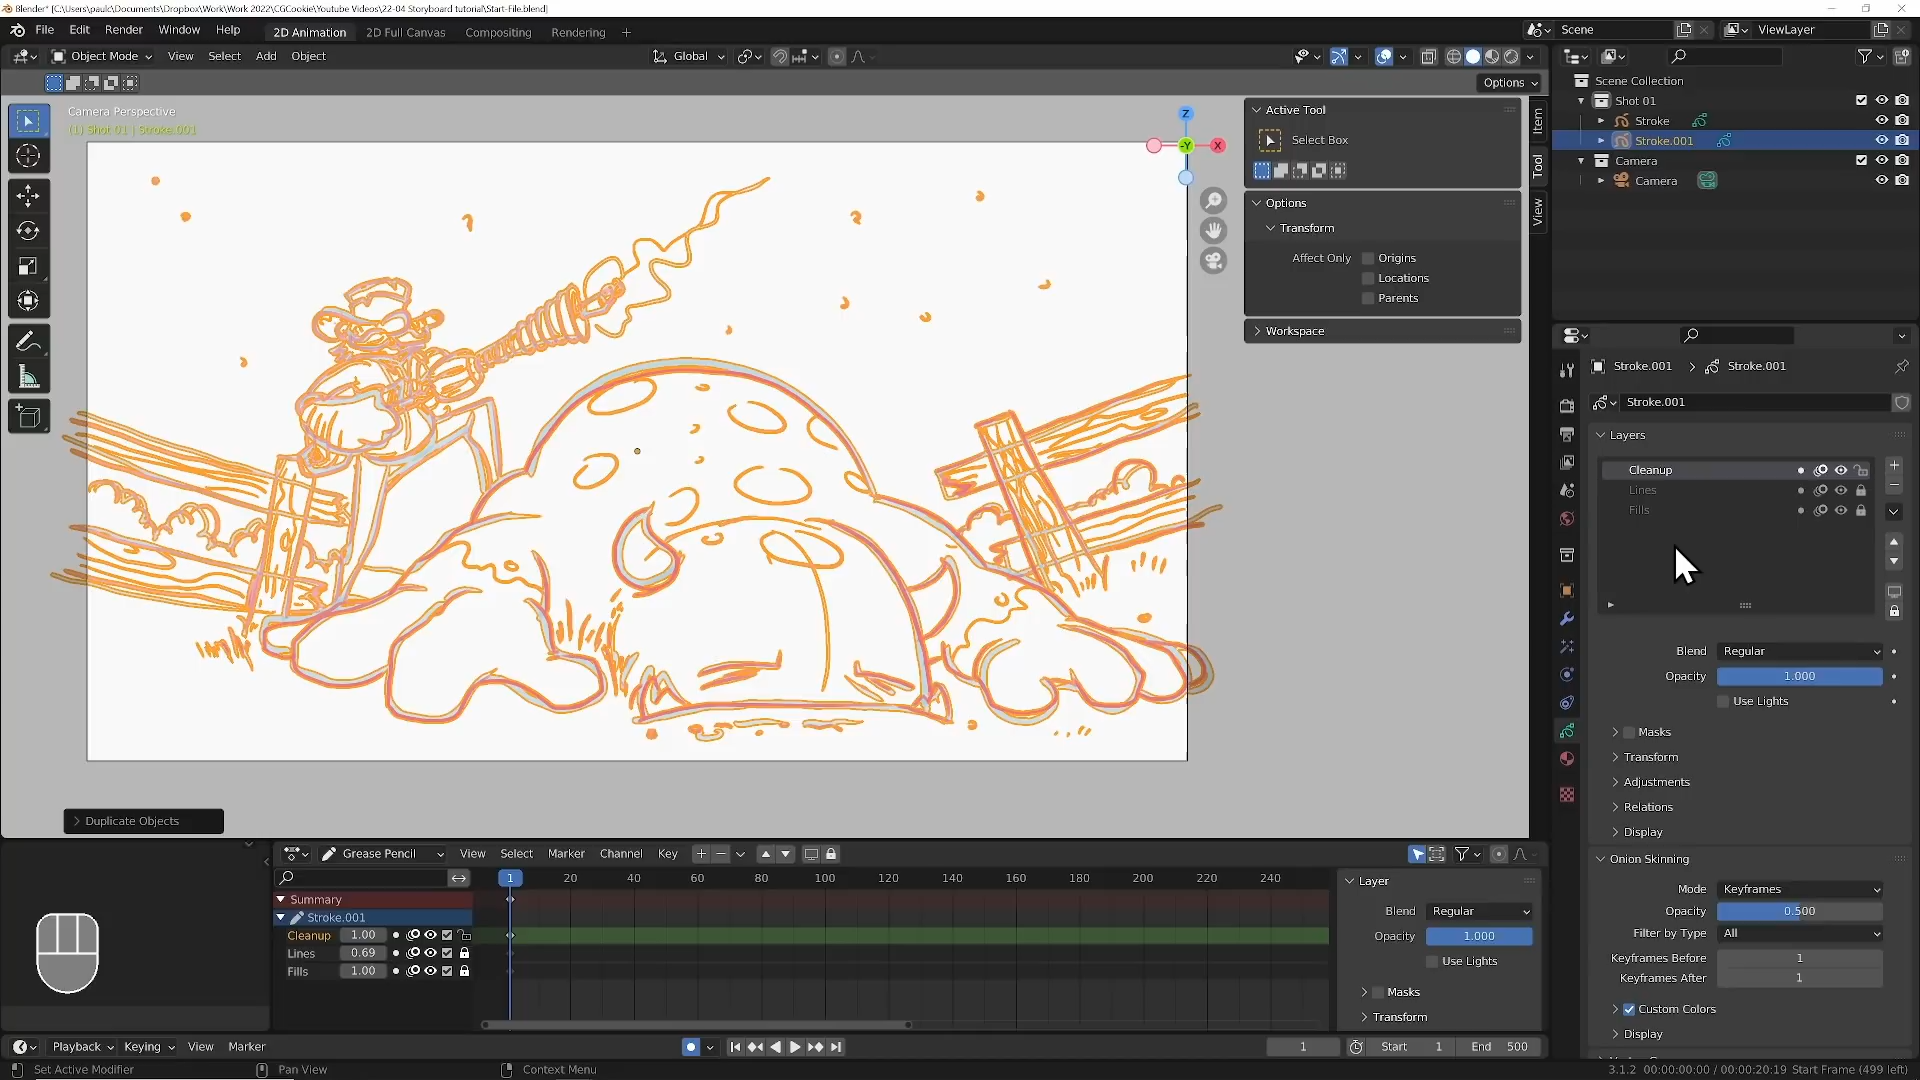 Blender* [C:\Users\paulc\Documents\Dropbox\Work\Work 2022\CGCookie\Youtube Videos\22-04 Storyboard tutorial\Start-File.blend]
File Edit Render Window Help 2D Animation 2D Full Canvas Compositing Rendering + Scene ViewLayer
Object Mode View Select Add Object Global
Options
Camera Perspective
(1) Shot 01 | Stroke.001
Z
-Y
X
Active Tool
Select Box
Options
Transform
Affect Only Origins
Locations
Parents
Workspace
Item
Tool
View
Scene Collection
Shot 01
Stroke
Stroke.001
Camera
Camera
Stroke.001 > Stroke.001
Stroke.001
Layers
Cleanup
Lines
Fills
Blend Regular
Opacity 1.000
Use Lights
Masks
Transform
Adjustments
Relations
Display
Onion Skinning
Mode Keyframes
Opacity 0.500
Filter by Type All
Keyframes Before 1
Keyframes After 1
Custom Colors
Display
Duplicate Objects
Grease Pencil View Select Marker Channel Key
1 20 40 60 80 100 120 140 160 180 200 220 240
Summary
Stroke.001
Cleanup 1.00
Lines 0.69
Fills 1.00
Layer
Blend Regular
Opacity 1.000
Use Lights
Masks
Transform
Playback Keying View Marker 1 Start 1 End 500
Set Active Modifier Pan View Context Menu 3.1.2 00:00:00:00 / 00:00:20:19 Start Frame (499 left)